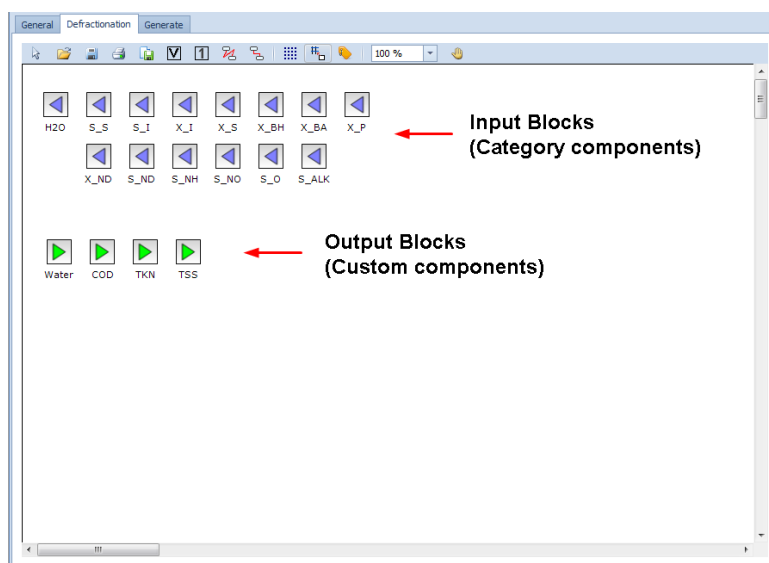 General Defractionation Generate
V 1 100 %
H2O S_S S_I X_I X_S X_BH X_BA X_P
Input Blocks
(Category components)
X_ND S_ND S_NH S_NO S_O S_ALK
Output Blocks
(Custom components)
Water COD TKN TSS